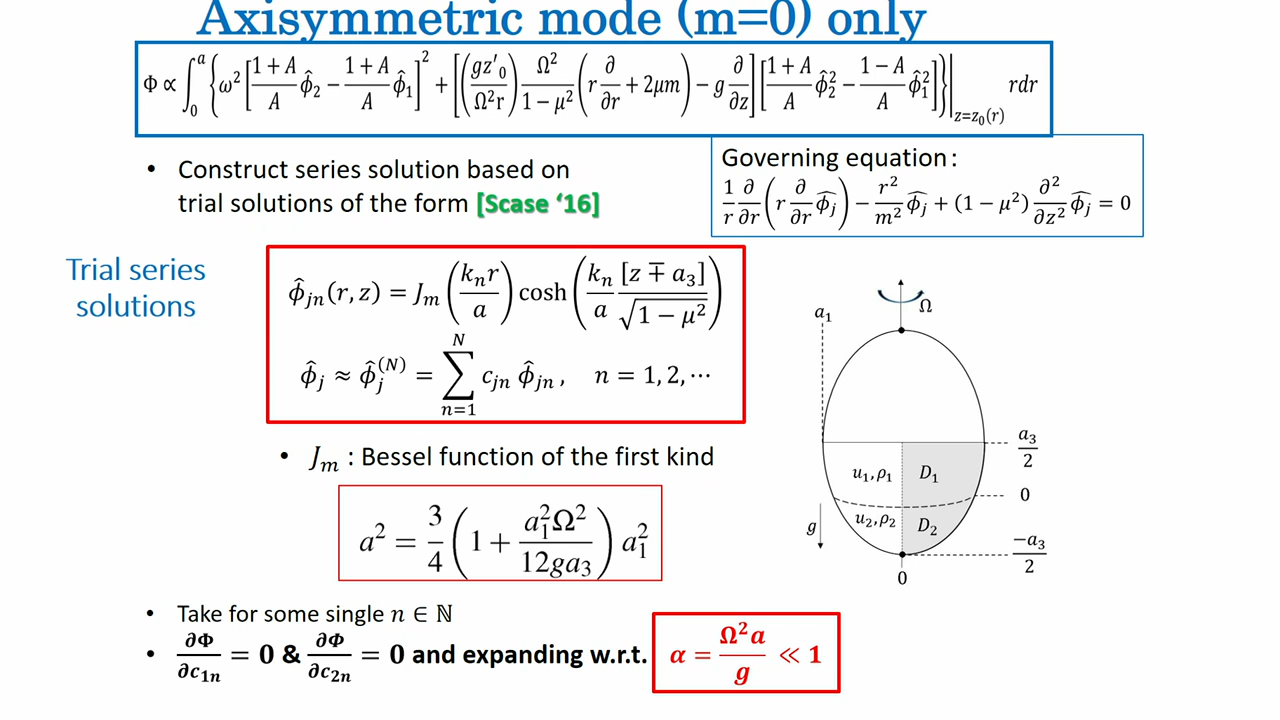 Axisymmetric mode (m=0) only
Φ ∝ ∫₀ᵃ {ω² [(1 + A)/A ϕ̂₂ − (1 + A)/A ϕ̂₁]² + [(gz′₀/Ω²r) Ω²/(1 − μ²) (r ∂/∂r + 2μm) − g ∂/∂z] [(1 + A)/A ϕ̂₂² − (1 − A)/A ϕ̂₁²]}|_{z=z₀(r)} rdr
• Construct series solution based on
trial solutions of the form [Scase ‘16]
Governing equation :
1/r ∂/∂r (r ∂/∂r ϕ̂ⱼ) − r²/m² ϕ̂ⱼ + (1 − μ²) ∂²/∂z² ϕ̂ⱼ = 0
Trial series
solutions
ϕ̂ⱼₙ(r, z) = Jₘ (kₙr/a) cosh (kₙ/a [z ∓ a₃]/√(1 − μ²))
ϕ̂ⱼ ≈ ϕ̂ⱼ⁽ᴺ⁾ = ∑_{n=1}^{N} cⱼₙ ϕ̂ⱼₙ , n = 1, 2, ⋯
• Jₘ : Bessel function of the first kind
a² = 3/4 (1 + a₁²Ω²/12ga₃) a₁²
Ω
a₁
a₃/2
u₁, ρ₁ D₁
0
u₂, ρ₂ D₂
g
−a₃/2
0
• Take for some single n ∈ ℕ
• ∂Φ/∂c₁ₙ = 0 & ∂Φ/∂c₂ₙ = 0 and expanding w.r.t. α = Ω²a/g ≪ 1